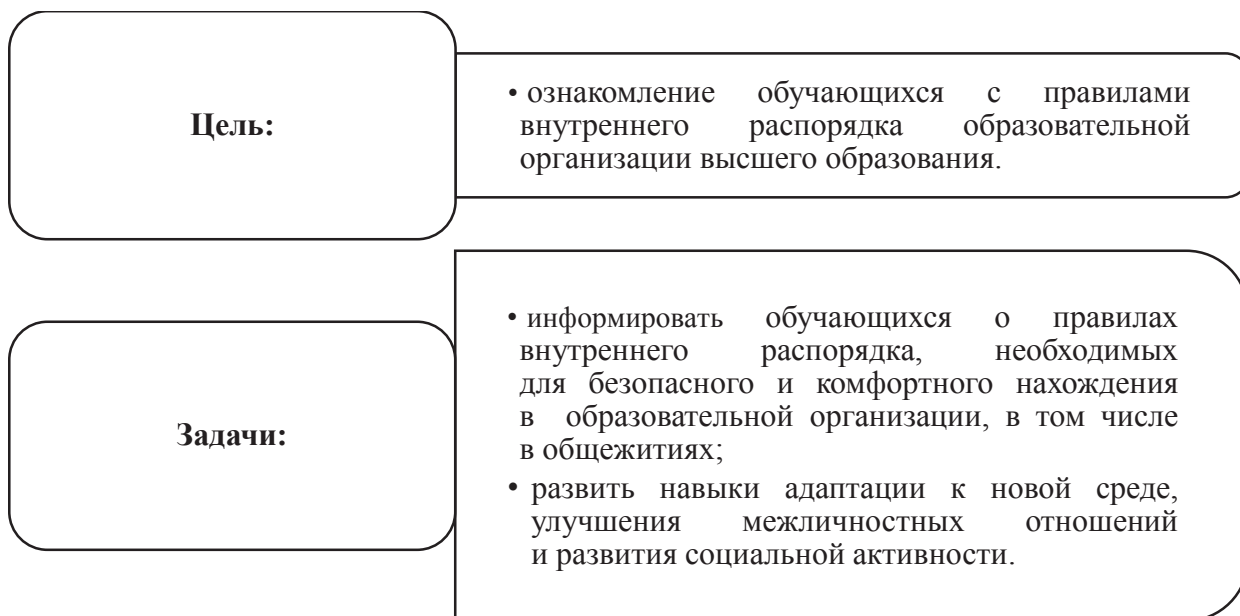 Цель:
• ознакомление обучающихся с правилами
внутреннего распорядка образовательной
организации высшего образования.
Задачи:
• информировать обучающихся о правилах
внутреннего распорядка, необходимых
для безопасного и комфортного нахождения
в образовательной организации, в том числе
в общежитиях;
• развить навыки адаптации к новой среде,
улучшения межличностных отношений
и развития социальной активности.